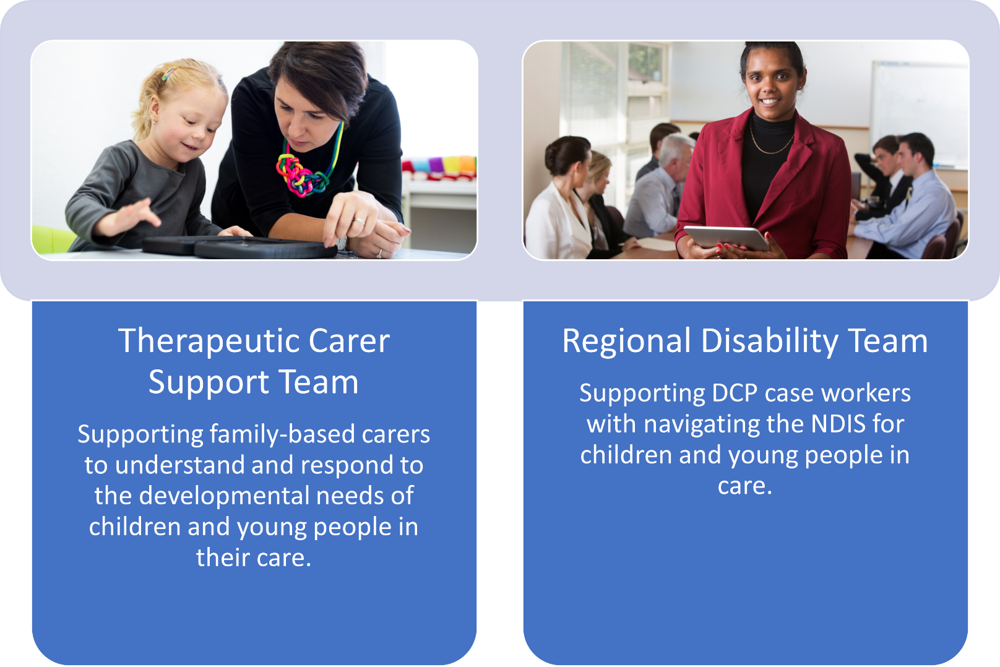 Therapeutic Carer
Support Team
Supporting family-based carers
to understand and respond to
the developmental needs of
children and young people in
their care.
Regional Disability Team
Supporting DCP case workers
with navigating the NDIS for
children and young people in
care.